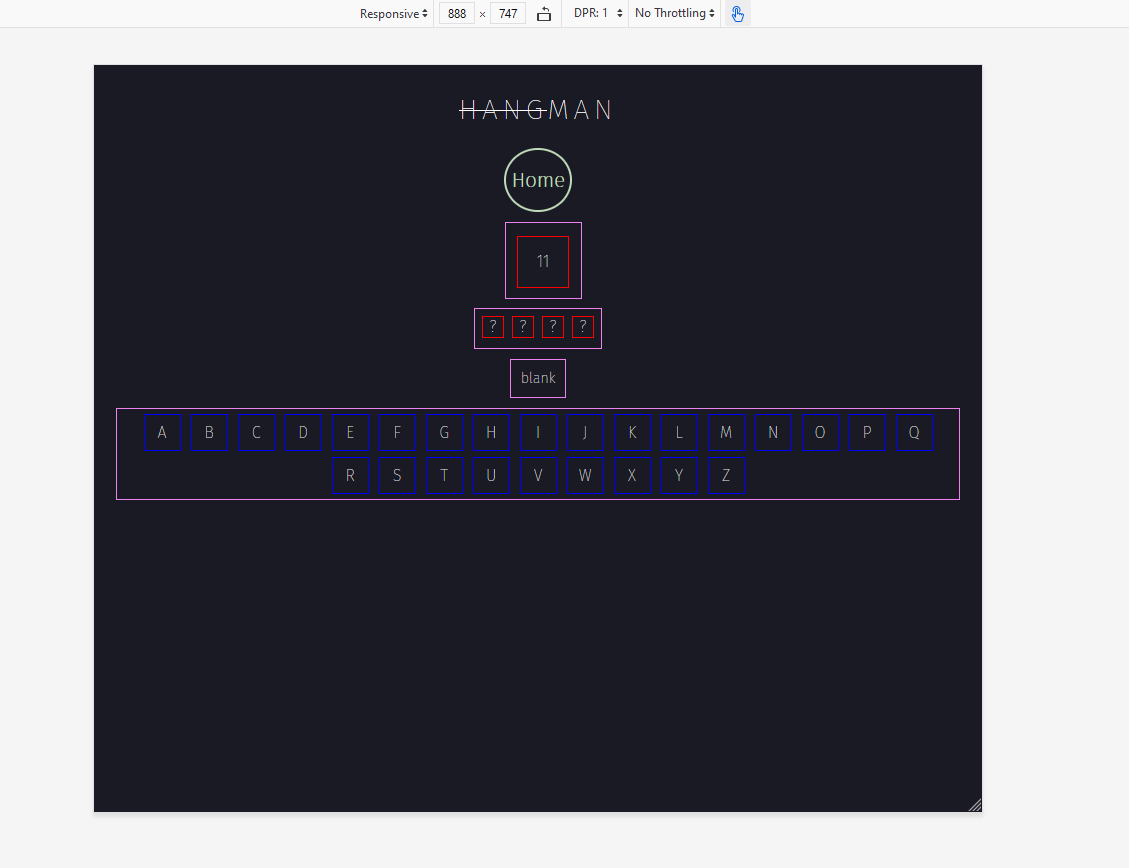 Responsive 888 × 747 DPR: 1 No Throttling
HANGMAN
Home
11
? ? ? ?
blank
A B C D E F G H I J K L M N O P Q
R S T U V W X Y Z